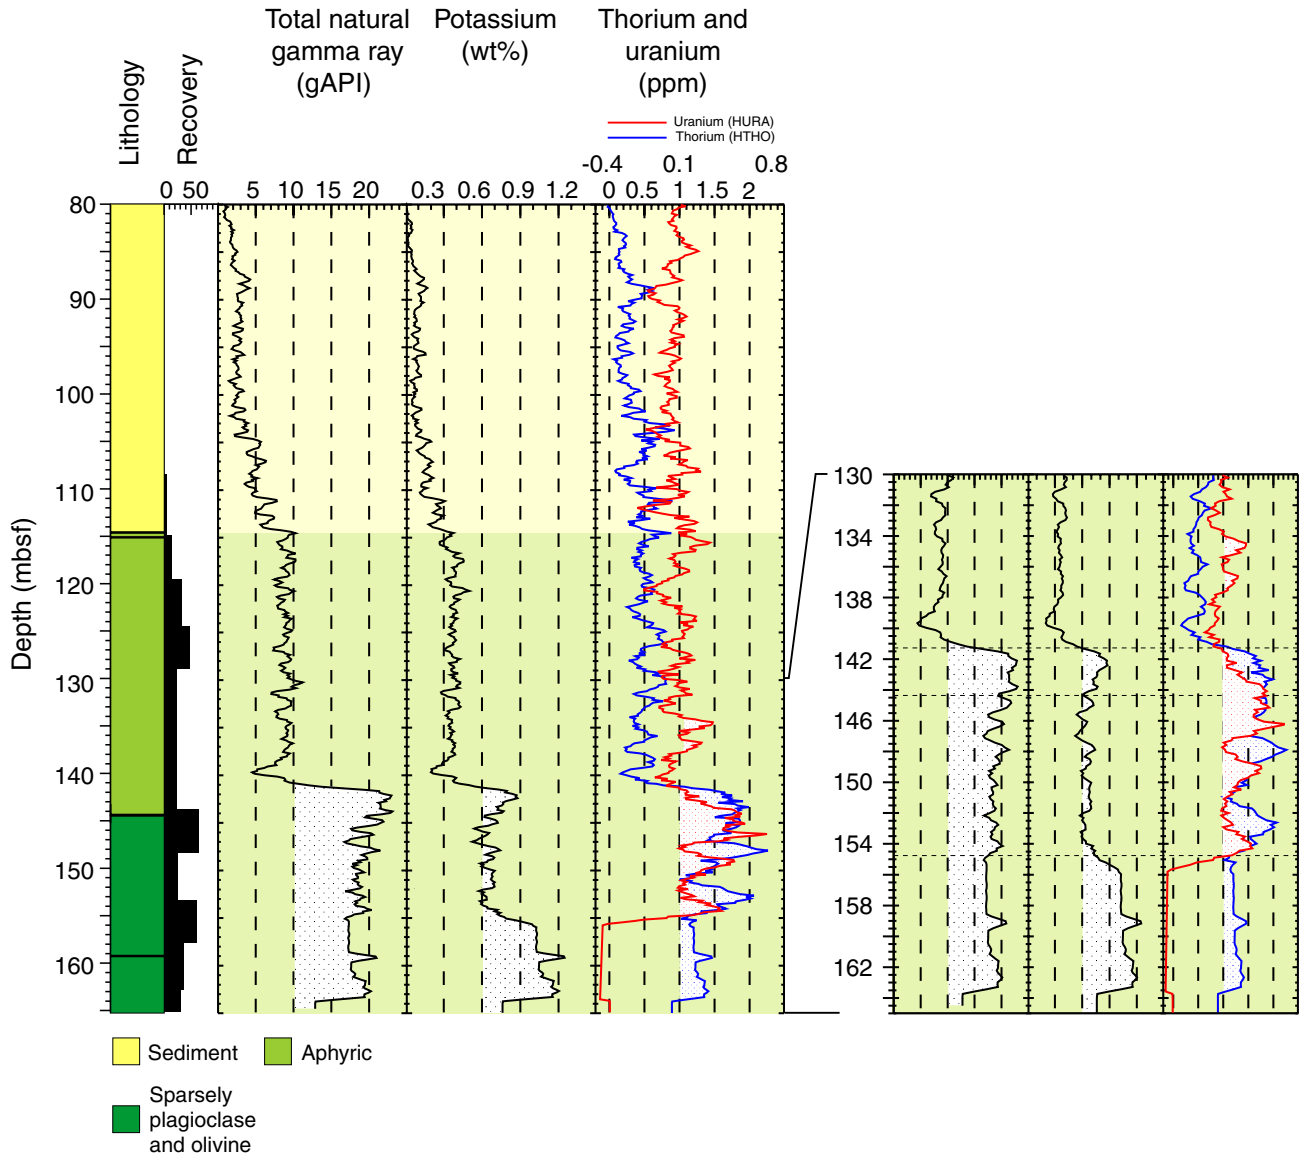 Total natural
gamma ray
(gAPI)
Potassium
(wt%)
Thorium and
uranium
(ppm)
Lithology
Recovery
Uranium (HURA)
Thorium (HTHO)
-0.4 0.1 0.8
0 50 5 10 15 20 0.3 0.6 0.9 1.2 0 0.5 1 1.5 2
Depth (mbsf)
80
90
100
110
120
130
140
150
160
130
134
138
142
146
150
154
158
162
Sediment
Aphyric
Sparsely
plagioclase
and olivine